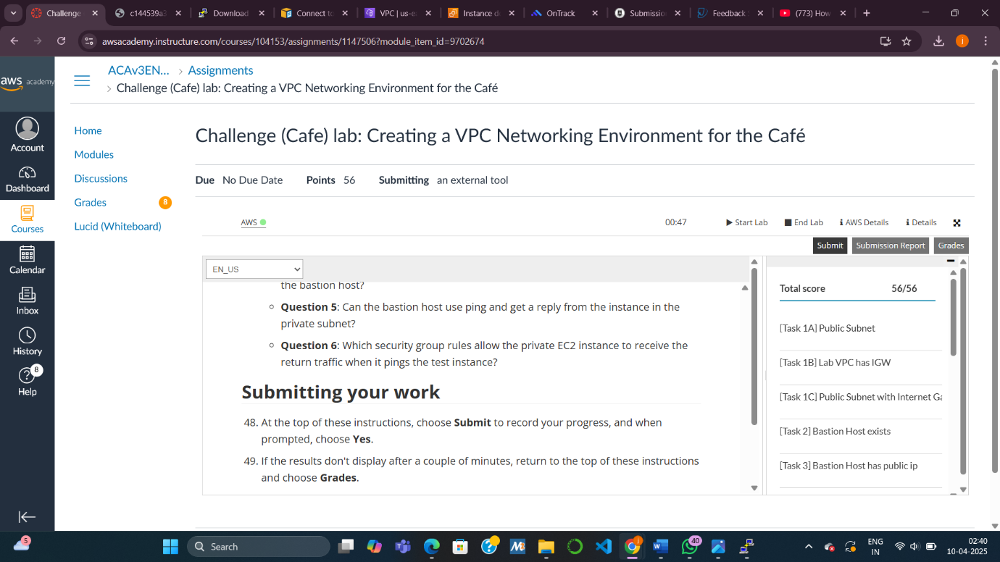 Challenge
c144539a3
Download
Connect to
VPC | us-ea
Instance de
OnTrack
Submission
Feedback
(773) How
awsacademy.instructure.com/courses/104153/assignments/1147506?module_item_id=9702674
j
aws academy
Account
Dashboard
Courses
Calendar
Inbox
History
8
Help
ACAv3EN... > Assignments
> Challenge (Cafe) lab: Creating a VPC Networking Environment for the Café
Home
Modules
Discussions
Grades 8
Lucid (Whiteboard)
Challenge (Cafe) lab: Creating a VPC Networking Environment for the Café
Due No Due Date Points 56 Submitting an external tool
AWS 00:47 Start Lab End Lab AWS Details Details
Submit Submission Report Grades
EN_US
the bastion host?
Question 5: Can the bastion host use ping and get a reply from the instance in the
private subnet?
Question 6: Which security group rules allow the private EC2 instance to receive the
return traffic when it pings the test instance?
Submitting your work
48. At the top of these instructions, choose Submit to record your progress, and when
prompted, choose Yes.
49. If the results don't display after a couple of minutes, return to the top of these instructions
and choose Grades.
Total score 56/56
[Task 1A] Public Subnet
[Task 1B] Lab VPC has IGW
[Task 1C] Public Subnet with Internet Ga
[Task 2] Bastion Host exists
[Task 3] Bastion Host has public ip
5
Search
40
ENG
IN
02:40
10-04-2025